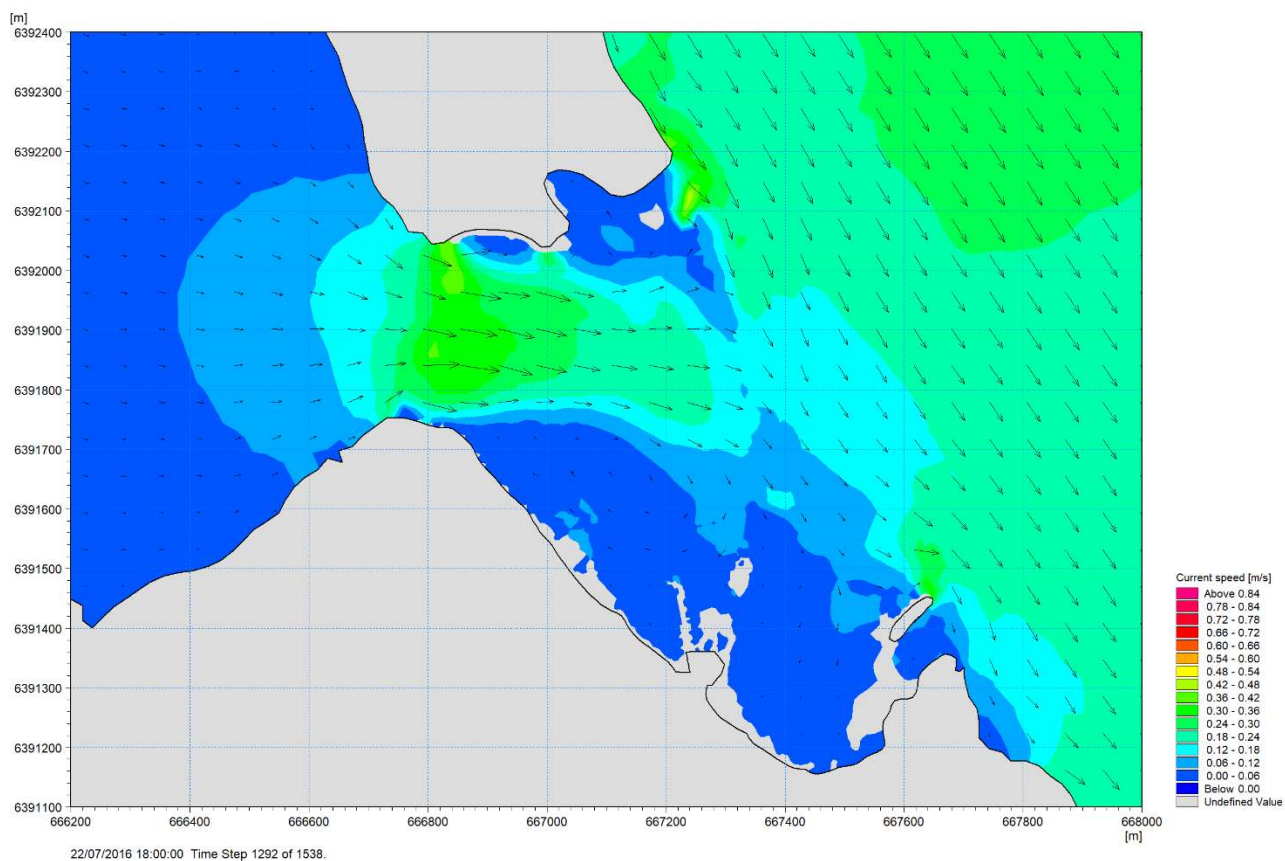 [m]
6392400
6392300
6392200
6392100
6392000
6391900
6391800
6391700
6391600
6391500
6391400
6391300
6391200
6391100
666200 666400 666600 666800 667000 667200 667400 667600 667800 668000
[m]
Current speed [m/s]
Above 0.84
0.78 - 0.84
0.72 - 0.78
0.66 - 0.72
0.60 - 0.66
0.54 - 0.60
0.48 - 0.54
0.42 - 0.48
0.36 - 0.42
0.30 - 0.36
0.24 - 0.30
0.18 - 0.24
0.12 - 0.18
0.06 - 0.12
0.00 - 0.06
Below 0.00
Undefined Value
22/07/2016 18:00:00 Time Step 1292 of 1538.